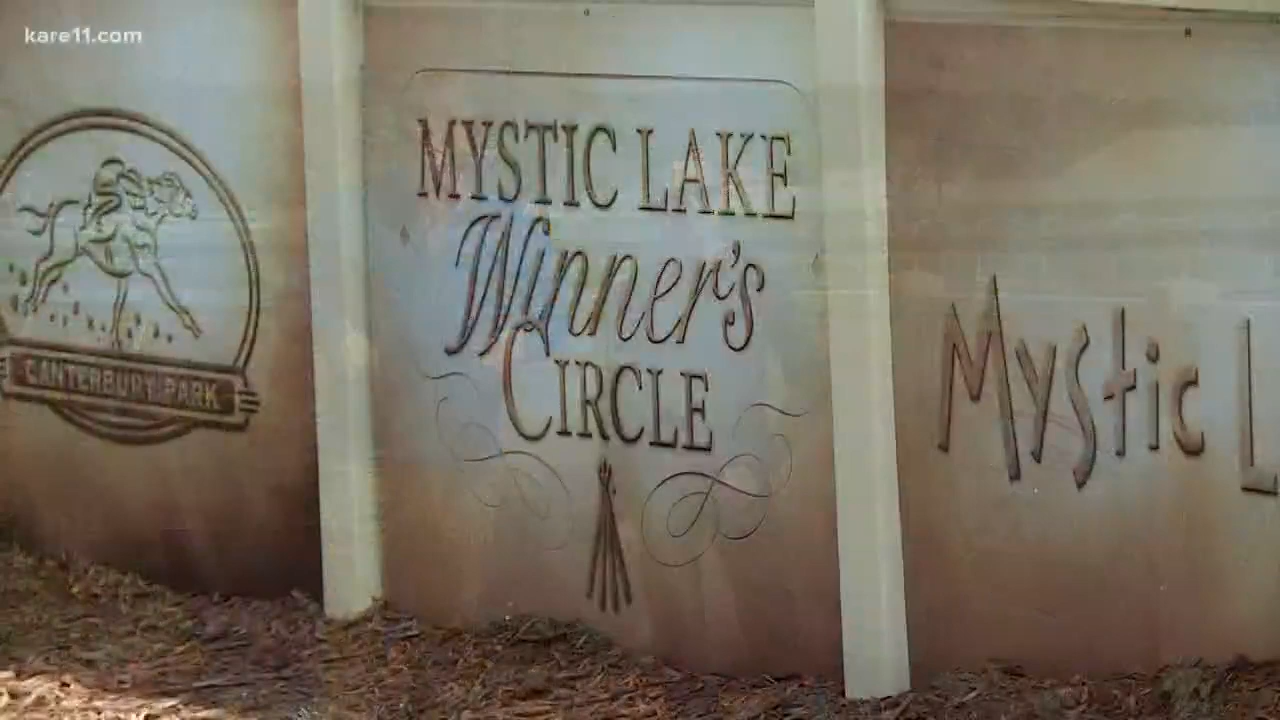 kare11.com
CANTERBURY PARK
MYSTIC LAKE
Winner's
CIRCLE
Mystic L